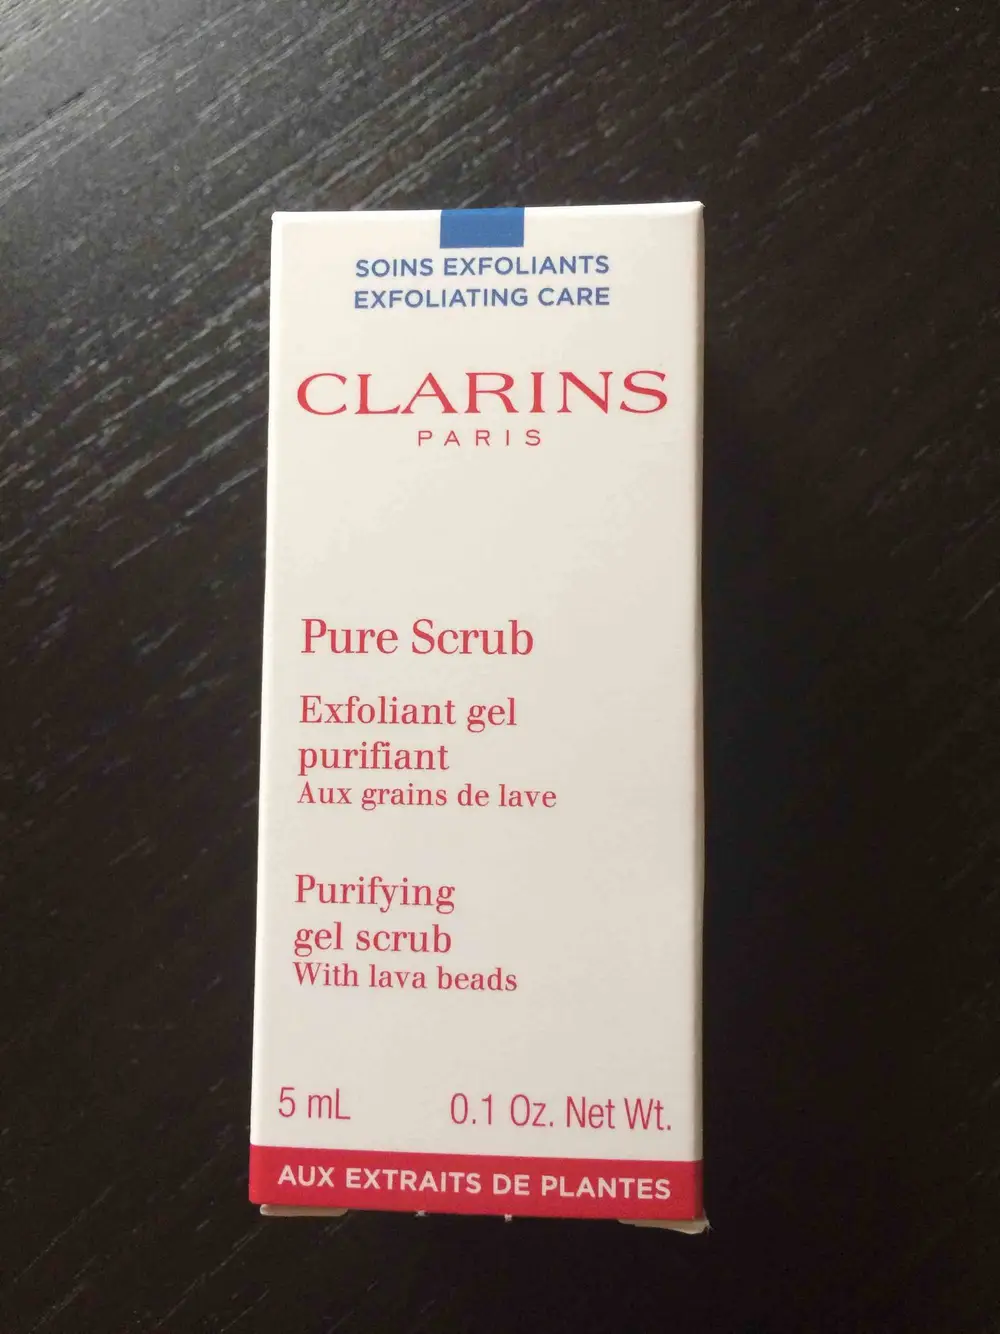 SOINS EXFOLIANTS
EXFOLIATING CARE
CLARINS
PARIS
Pure Scrub
Exfoliant gel
purifiant
Aux grains de lave
Purifying
gel scrub
With lava beads
5 mL 0.1 Oz. Net Wt.
AUX EXTRAITS DE PLANTES